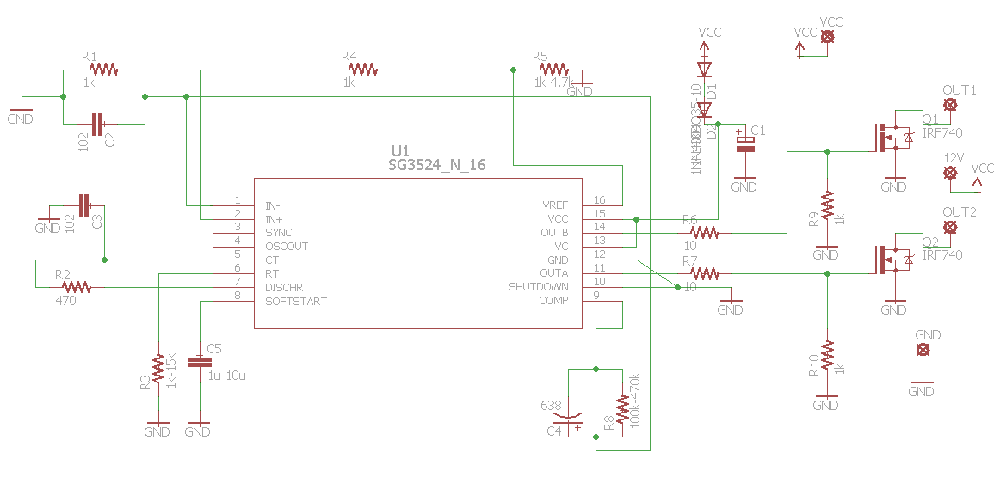 VCC
VCC
VCC
R1
R4
R5
1k
1k
1k-4.7k
GND
GND
D1
OUT1
102
C2
D2
C1
Q1
IRF740
U1
SG3524_N_16
12V
VCC
GND
GND
1 IN-
2 IN+
3 SYNC
4 OSCOUT
5 CT
6 RT
7 DISCHR
8 SOFTSTART
VREF 16
VCC 15
OUTB 14
VC 13
GND 12
OUTA 11
SHUTDOWN 10
COMP 9
GND
102
C3
R6
10
R9
1k
OUT2
GND
Q2
IRF740
R2
470
R7
10
GND
GND
R3
1k-15k
C5
1u-10u
GND
R10
1k
GND
GND
638
C4
R8
100k-470k
GND
GND